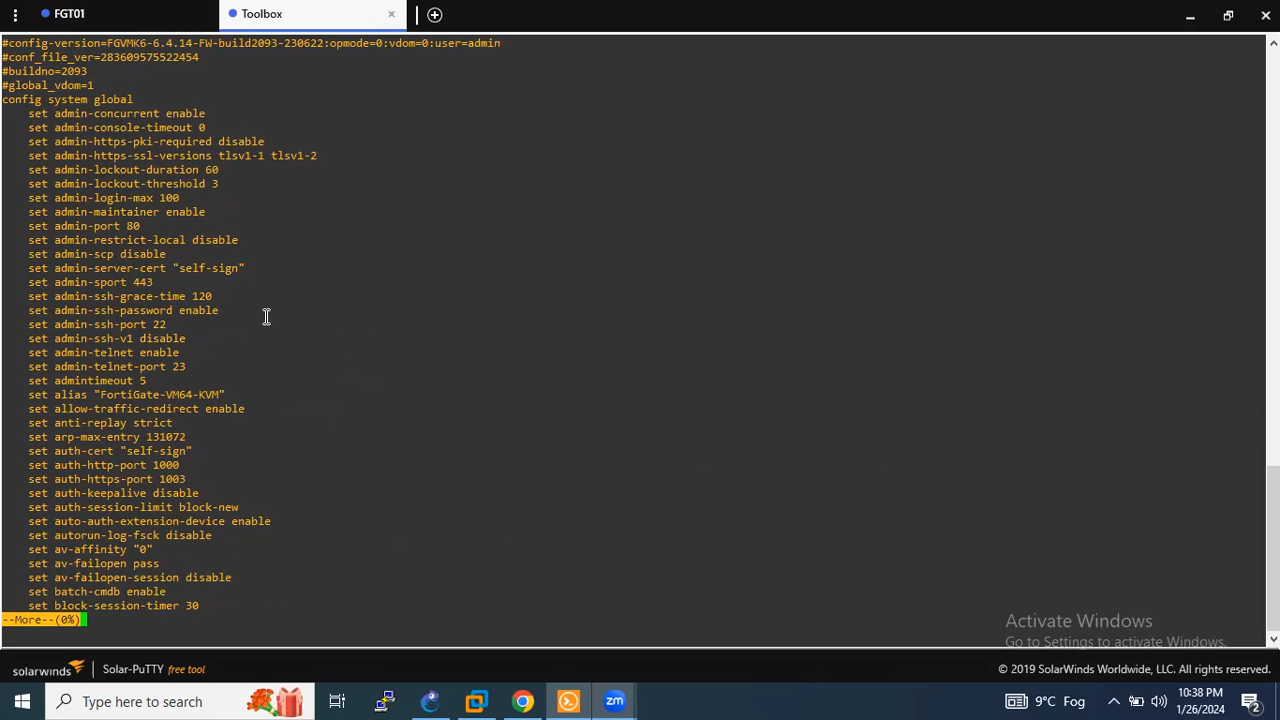 FGT01
Toolbox
#config-version=FGVMK6-6.4.14-FW-build2093-230622:opmode=0:vdom=0:user=admin
#conf_file_ver=283609575522454
#buildno=2093
#global_vdom=1
config system global
set admin-concurrent enable
set admin-console-timeout 0
set admin-https-pki-required disable
set admin-https-ssl-versions tlsv1-1 tlsv1-2
set admin-lockout-duration 60
set admin-lockout-threshold 3
set admin-login-max 100
set admin-maintainer enable
set admin-port 80
set admin-restrict-local disable
set admin-scp disable
set admin-server-cert "self-sign"
set admin-sport 443
set admin-ssh-grace-time 120
set admin-ssh-password enable
set admin-ssh-port 22
set admin-ssh-v1 disable
set admin-telnet enable
set admin-telnet-port 23
set admintimeout 5
set alias "FortiGate-VM64-KVM"
set allow-traffic-redirect enable
set anti-replay strict
set arp-max-entry 131072
set auth-cert "self-sign"
set auth-http-port 1000
set auth-https-port 1003
set auth-keepalive disable
set auth-session-limit block-new
set auto-auth-extension-device enable
set autorun-log-fsck disable
set av-affinity "0"
set av-failopen pass
set av-failopen-session disable
set batch-cmdb enable
set block-session-timer 30
--More--(0%)
Activate Windows
Go to Settings to activate Windows.
solarwinds Solar-PuTTY free tool
© 2019 SolarWinds Worldwide, LLC. All rights reserved.
Type here to search
zm
9°C Fog
10:38 PM
1/26/2024
2